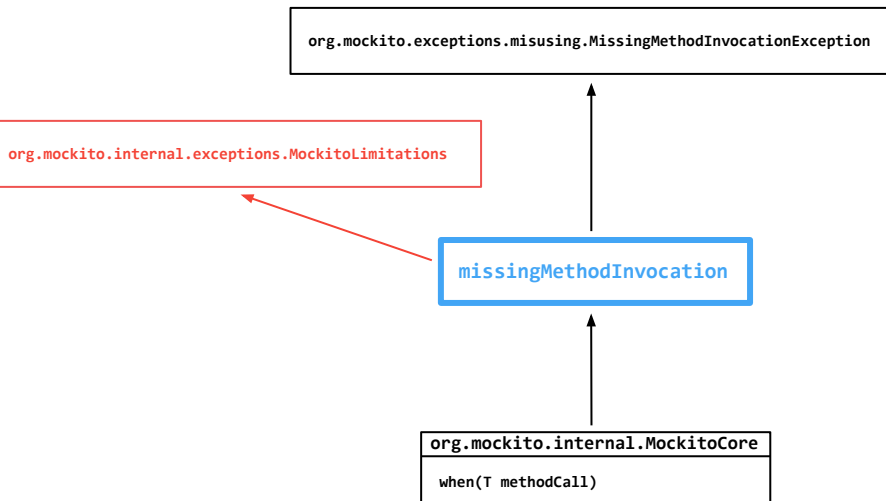 org.mockito.exceptions.misusing.MissingMethodInvocationException
org.mockito.internal.exceptions.MockitoLimitations
missingMethodInvocation
org.mockito.internal.MockitoCore
when(T methodCall)